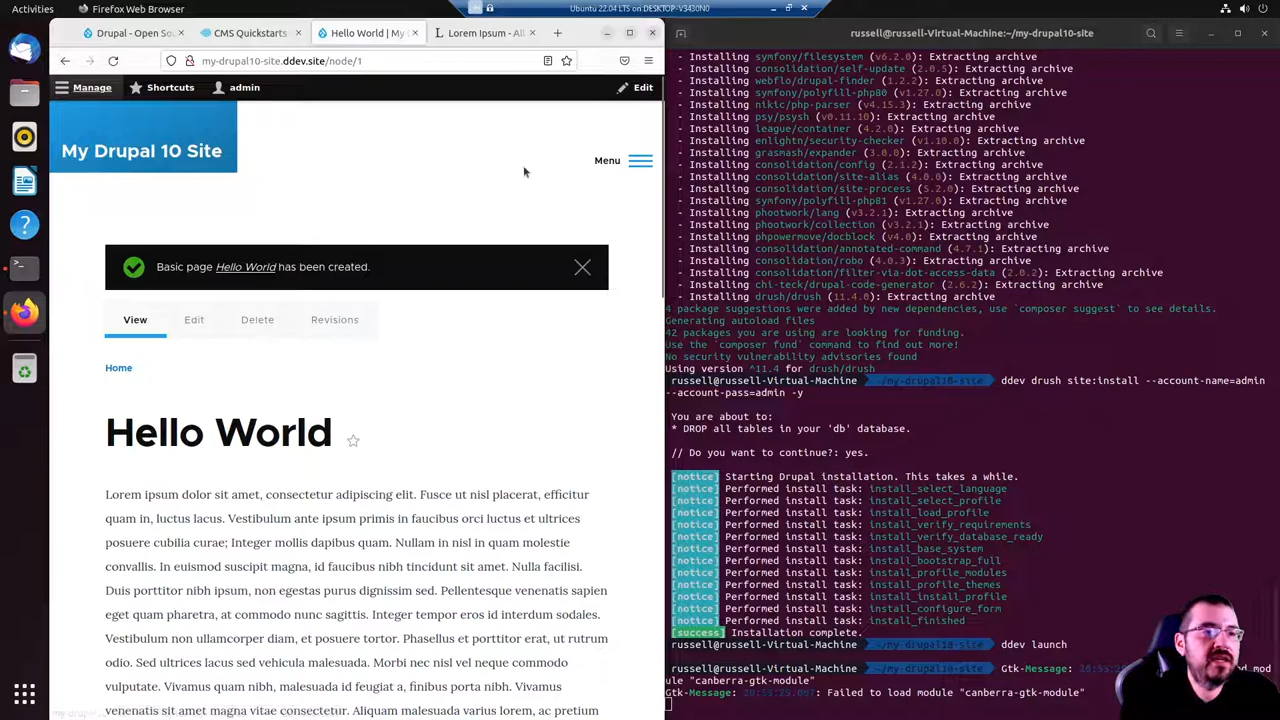 Activities
Firefox Web Browser
Ubuntu 22.04 LTS on DESKTOP-V3430N0
Drupal - Open So
CMS Quickstarts
Hello World | My
Lorem Ipsum - All
my-drupal10-site.ddev.site/node/1
Manage
Shortcuts
admin
Edit
My Drupal 10 Site
Menu
Basic page Hello World has been created.
View
Edit
Delete
Revisions
Home
Hello World
Lorem ipsum dolor sit amet, consectetur adipiscing elit. Fusce ut nisl placerat, efficitur
quam in, luctus lacus. Vestibulum ante ipsum primis in faucibus orci luctus et ultrices
posuere cubilia curae; Integer mollis dapibus quam. Nullam in nisl in quam molestie
convallis. In euismod suscipit magna, id faucibus nibh tincidunt sit amet. Nulla facilisi.
Duis porttitor nibh ipsum, non egestas purus dignissim sed. Pellentesque venenatis sapien
eget quam pharetra, at commodo nunc sagittis. Integer tempor eros id interdum sodales.
Vestibulum non ullamcorper diam, et posuere tortor. Phasellus et porttitor erat, ut rutrum
odio. Sed ultrices lacus sed vehicula malesuada. Morbi nec nisl vel neque commodo
vulputate. Vivamus quam nibh, malesuada id feugiat a, finibus porta nibh. Vivamus
venenatis sit amet magna vitae consectetur. Aliquam malesuada varius lorem, ac pretium
russell@russell-Virtual-Machine:~/my-drupal10-site
- Installing symfony/filesystem (v6.2.0): Extracting archive
- Installing consolidation/self-update (2.0.5): Extracting archive
- Installing webflo/drupal-finder (1.2.2): Extracting archive
- Installing symfony/polyfill-php80 (v1.27.0): Extracting archive
- Installing nikic/php-parser (v4.15.3): Extracting archive
- Installing psy/psysh (v0.11.10): Extracting archive
- Installing league/container (4.2.0): Extracting archive
- Installing enlightn/security-checker (v1.10.0): Extracting archive
- Installing grasmash/expander (3.0.0): Extracting archive
- Installing consolidation/config (2.1.2): Extracting archive
- Installing consolidation/site-alias (4.0.0): Extracting archive
- Installing consolidation/site-process (5.2.0): Extracting archive
- Installing symfony/polyfill-php81 (v1.27.0): Extracting archive
- Installing phootwork/lang (v3.2.1): Extracting archive
- Installing phootwork/collection (v3.2.1): Extracting archive
- Installing phpowermove/docblock (v4.0): Extracting archive
- Installing consolidation/annotated-command (4.7.1): Extracting archive
- Installing consolidation/robo (4.0.3): Extracting archive
- Installing consolidation/filter-via-dot-access-data (2.0.2): Extracting archive
- Installing chi-teck/drupal-code-generator (2.6.2): Extracting archive
- Installing drush/drush (11.4.0): Extracting archive
4 package suggestions were added by new dependencies, use `composer suggest` to see details.
Generating autoload files
42 packages you are using are looking for funding.
Use the `composer fund` command to find out more!
No security vulnerability advisories found
Using version ^11.4 for drush/drush
russell@russell-Virtual-Machine ~/my-drupal10-site ddev drush site:install --account-name=admin
--account-pass=admin -y
You are about to:
* DROP all tables in your 'db' database.
// Do you want to continue?: yes.
[notice] Starting Drupal installation. This takes a while.
[notice] Performed install task: install_select_language
[notice] Performed install task: install_select_profile
[notice] Performed install task: install_load_profile
[notice] Performed install task: install_verify_requirements
[notice] Performed install task: install_verify_database_ready
[notice] Performed install task: install_base_system
[notice] Performed install task: install_bootstrap_full
[notice] Performed install task: install_profile_modules
[notice] Performed install task: install_profile_themes
[notice] Performed install task: install_install_profile
[notice] Performed install task: install_configure_form
[notice] Performed install task: install_finished
[success] Installation complete.
russell@russell-Virtual-Machine ~/my-drupal10-site ddev launch
russell@russell-Virtual-Machine ~/my-drupal10-site Gtk-Message:
ule "canberra-gtk-module"
Gtk-Message: Failed to load module "canberra-gtk-module"